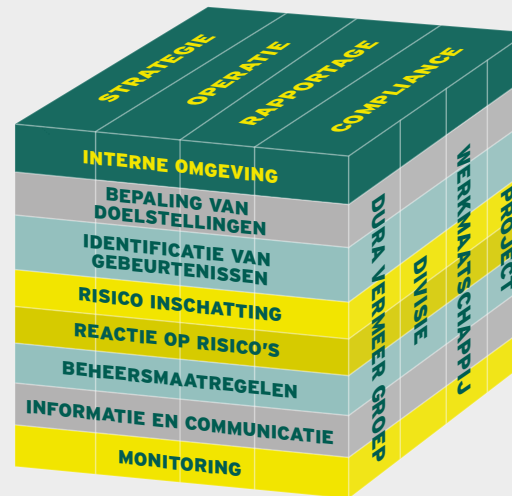 STRATEGIE
OPERATIE
RAPPORTAGE
COMPLIANCE
INTERNE OMGEVING
BEPALING VAN
DOELSTELLINGEN
IDENTIFICATIE VAN
GEBEURTENISSEN
RISICO INSCHATTING
REACTIE OP RISICO'S
BEHEERSMAATREGELEN
INFORMATIE EN COMMUNICATIE
MONITORING
DURA VERMEER GROEP
DIVISIE
WERKMAATSCHAPPIJ
PROJECT